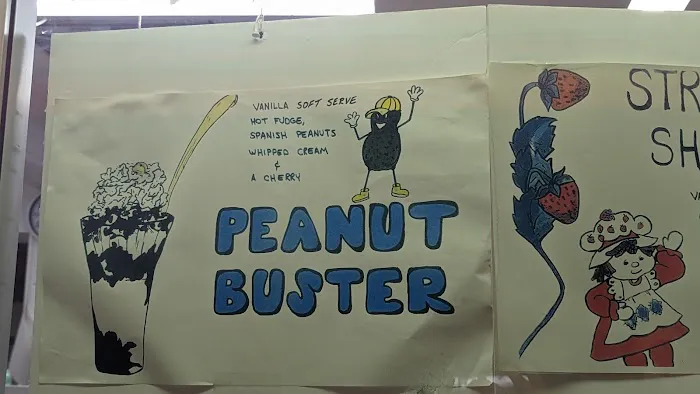 VANILLA SOFT SERVE
HOT FUDGE,
SPANISH PEANUTS
WHIPPED CREAM
&
A CHERRY
PEANUT
BUSTER
STR
SH